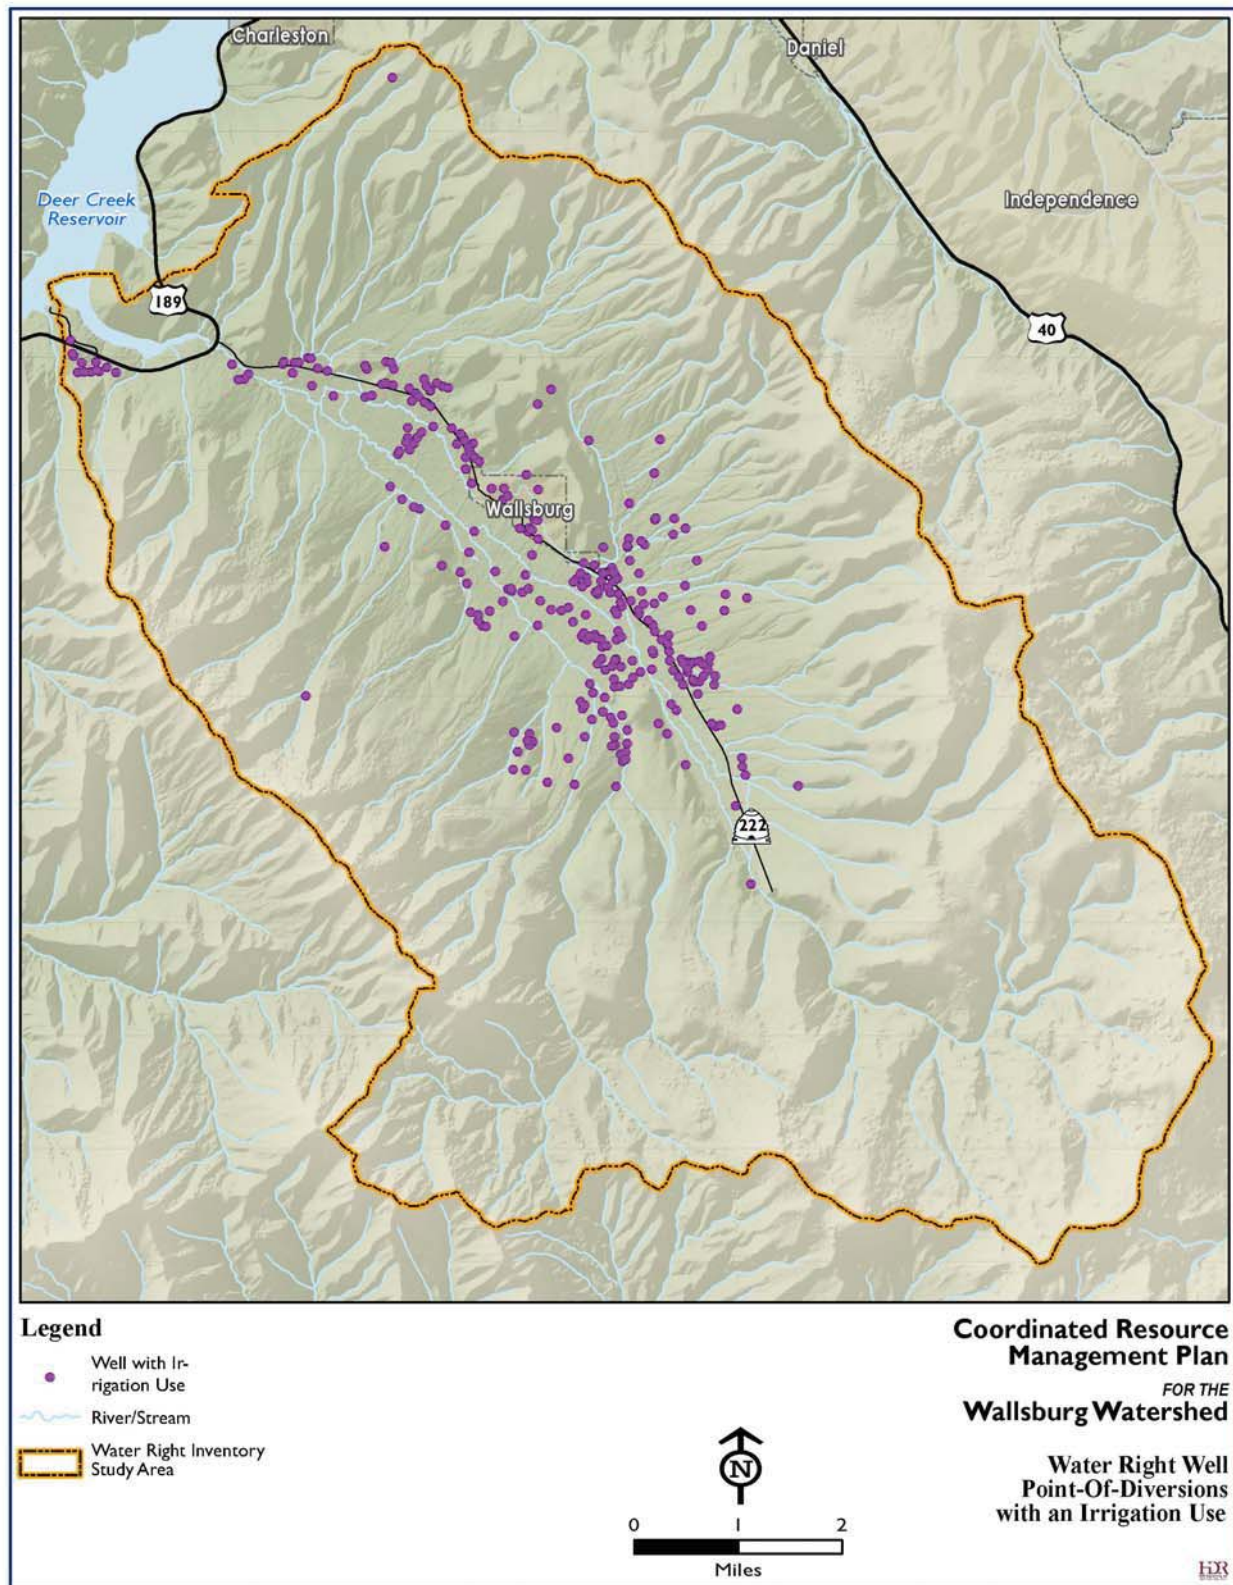 Charleston
Daniel
Deer Creek
Reservoir
Independence
189
40
Wallsburg
222
Legend
Well with Ir-
rigation Use
River/Stream
Water Right Inventory
Study Area
N
0 1 2
Miles
Coordinated Resource
Management Plan
FOR THE
Wallsburg Watershed
Water Right Well
Point-Of-Diversions
with an Irrigation Use
HDR